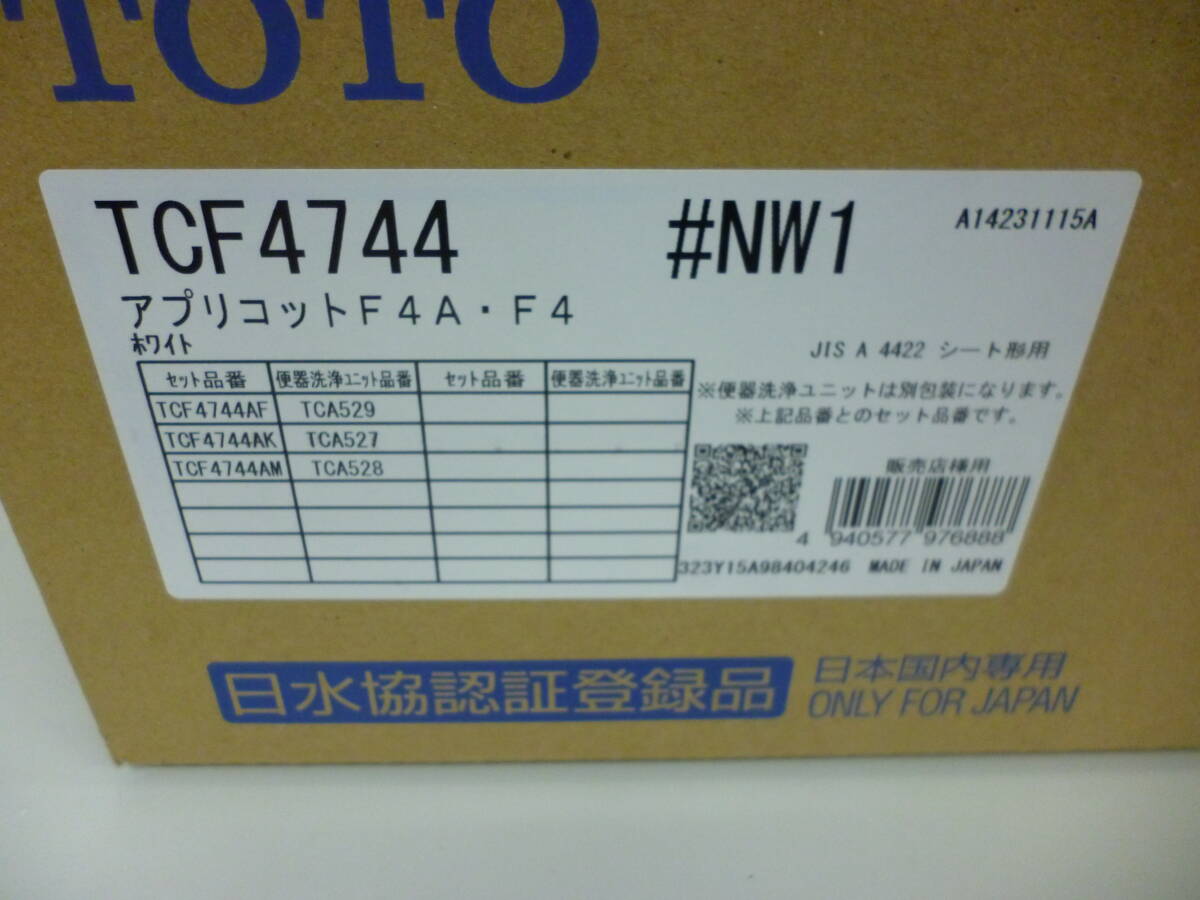 TOTO
TCF4744 #NW1 A14231115A
アプリコットF4A・F4
ホワイト
JIS A 4422 シート形用
セット品番 便器洗浄ユニット品番 セット品番 便器洗浄ユニット品番
TCF4744AF TCA529
TCF4744AK TCA527
TCF4744AM TCA528
※便器洗浄ユニットは別包装になります。
※上記品番とのセット品番です。
販売店様用
4 940577 976888
323Y15A98404246 MADE IN JAPAN
日水協認証登録品
日本国内専用
ONLY FOR JAPAN